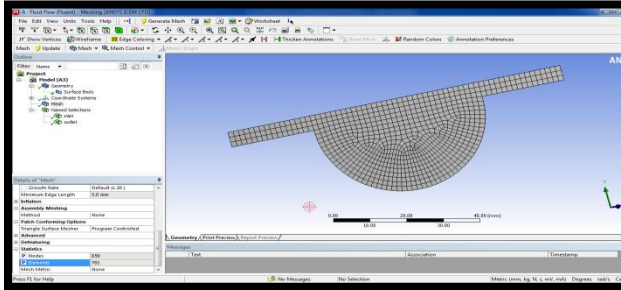 A : Fluid Flow (Fluent) - Meshing [ANSYS ICEM CFD]
File Edit View Units Tools Help Generate Mesh Worksheet
Show Vertices Wireframe Edge Coloring Thicken Annotations Show Mesh Random Colors Annotation Preferences
Mesh Update Mesh Mesh Control Metric Graph
Outline
Filter: Name
Project
Model (A3)
Geometry
Surface Body
Coordinate Systems
Mesh
Named Selections
inlet
outlet
AN
Details of "Mesh"
Growth Rate Default (1.20)
Minimum Edge Length 5.0 mm
Inflation
Assembly Meshing
Method None
Patch Conforming Options
Triangle Surface Mesher Program Controlled
Advanced
Defeaturing
Statistics
Nodes
Elements
Mesh Metric None
0.00 20.00 40.00 (mm)
10.00 30.00
Geometry Print Preview Report Preview
Messages
Text Association Timestamp
Press F1 for Help No Messages No Selection Metric (mm, kg, N, s, mV, mA) Degrees rad/s